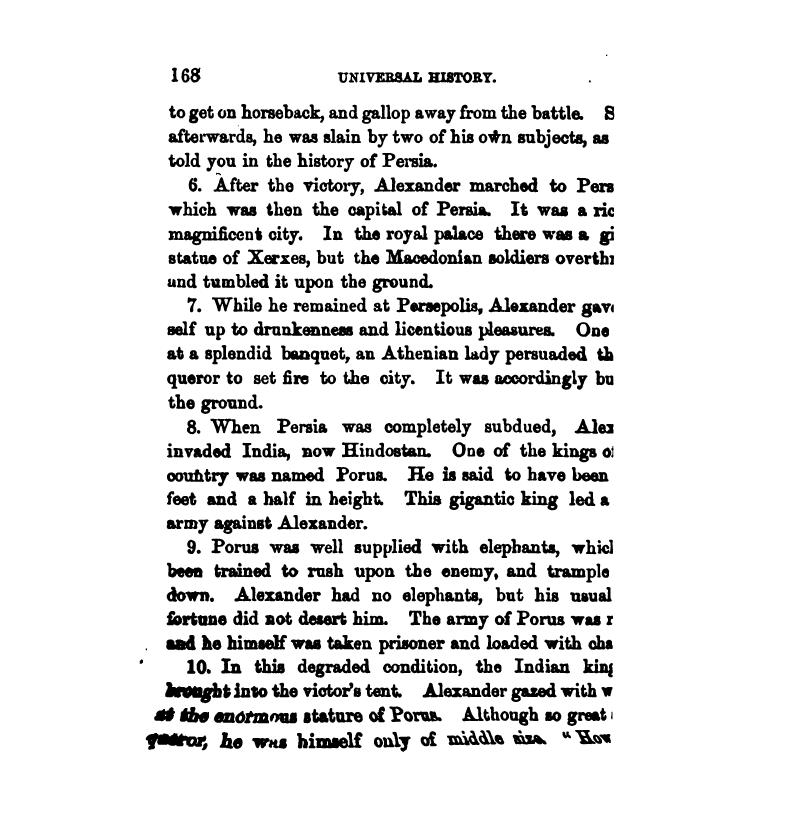 168
UNIVERSAL HISTORY.
to get on horseback, and gallop away from the battle. S
afterwards, he was slain by two of his own subjects, as
told you in the history of Persia.
6. After the victory, Alexander marched to Pers
which was then the capital of Persia. It was a ric
magnificent city. In the royal palace there was a gi
statue of Xerxes, but the Macedonian soldiers overth
and tumbled it upon the ground.
7. While he remained at Persepolis, Alexander gav
self up to drunkenness and licentious pleasures. One
at a splendid banquet, an Athenian lady persuaded th
queror to set fire to the city. It was accordingly bu
the ground.
8. When Persia was completely subdued, Alex
invaded India, now Hindostan. One of the kings o
country was named Porus. He is said to have been
feet and a half in height. This gigantic king led a
army against Alexander.
9. Porus was well supplied with elephants, whic
been trained to rush upon the enemy, and trample
down. Alexander had no elephants, but his usual
fortune did not desert him. The army of Porus was r
and he himself was taken prisoner and loaded with cha
10. In this degraded condition, the Indian kin
brought into the victor's tent. Alexander gazed with w
at the enormous stature of Porus. Although so great
queror, he was himself only of middle size. "How